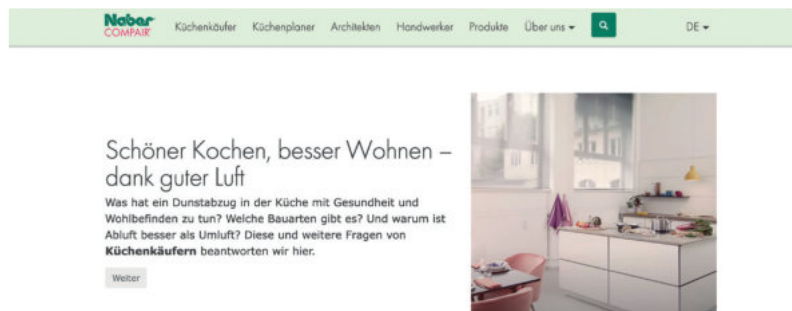 Naber
COMPAIR
Küchenkäufer Küchenplaner Architekten Handwerker Produkte Über uns DE
Schöner Kochen, besser Wohnen –
dank guter Luft
Was hat ein Dunstabzug in der Küche mit Gesundheit und
Wohlbefinden zu tun? Welche Bauarten gibt es? Und warum ist
Abluft besser als Umluft? Diese und weitere Fragen von
Küchenkäufern beantworten wir hier.
Weiter